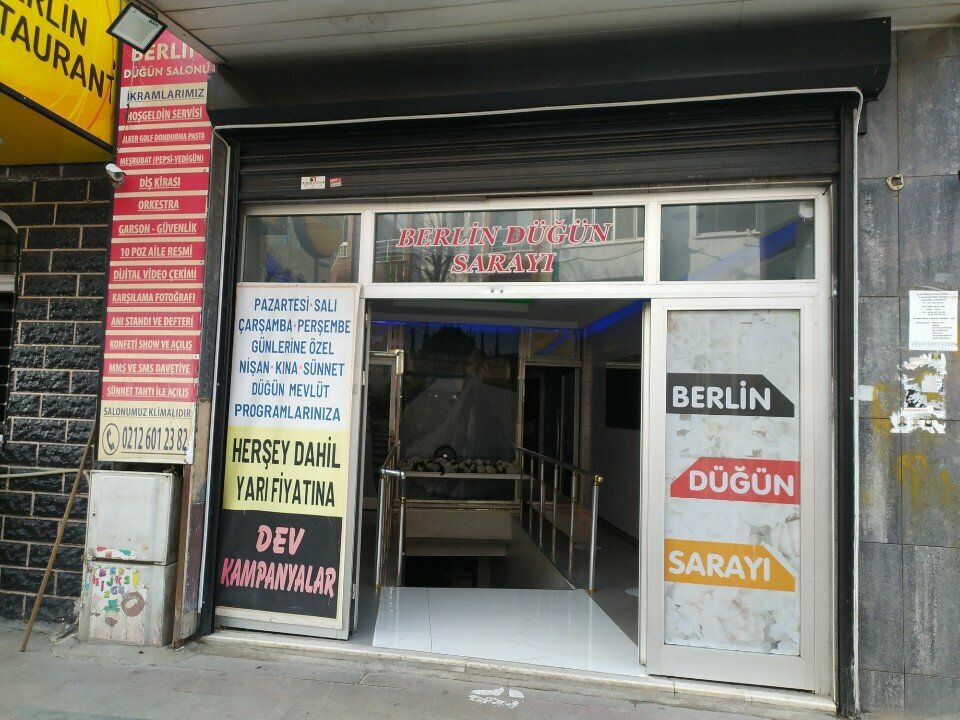 BERLİN
TAURANT
BERLİN
DÜĞÜN SALONU
İKRAMLARIMIZ
HOŞGELDİN SERVİSİ
İLKER GOLF DONDURMA PASTA
MEŞRUBAT (PEPSİ-YEDİGÜN)
DİŞ KİRASI
ORKESTRA
GARSON - GÜVENLİK
10 POZ AİLE RESMİ
DİJİTAL VİDEO ÇEKİMİ
KARŞILAMA FOTOĞRAFI
ANI STANDI VE DEFTERİ
KONFETİ SHOW VE AÇILIŞ
MMS VE SMS DAVETİYE
SÜNNET TAHTI İLE AÇILIŞ
SALONUMUZ KLİMALIDIR
0212 601 23 82
BERLİN DÜĞÜN
SARAYI
PAZARTESİ · SALI
ÇARŞAMBA · PERŞEMBE
GÜNLERİNE ÖZEL
NİŞAN · KINA · SÜNNET
DÜĞÜN MEVLÜT
PROGRAMLARINIZA
HERŞEY DAHİL
YARI FİYATINA
DEV
KAMPANYALAR
BERLİN
DÜĞÜN
SARAYI